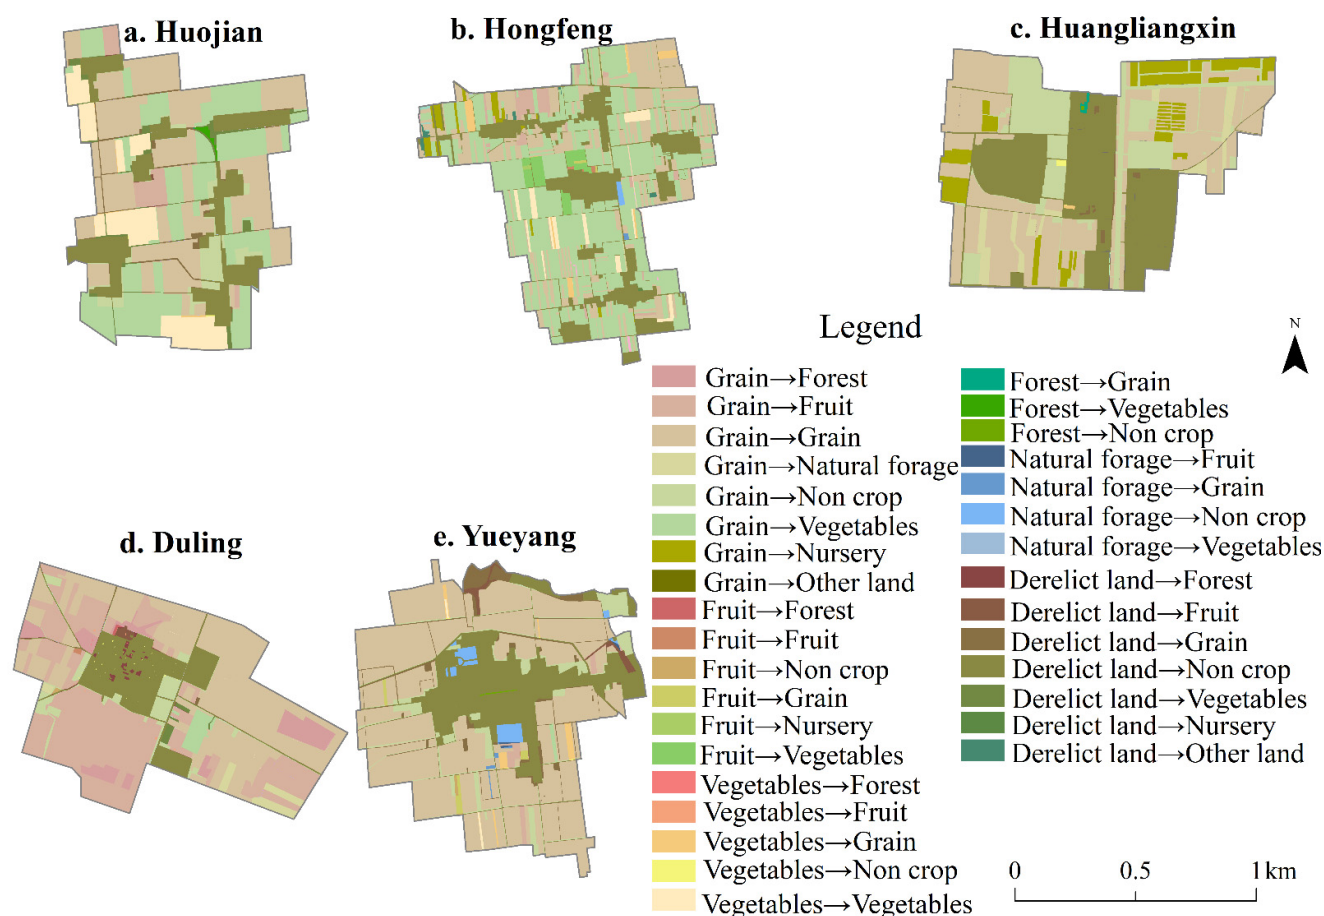 a. Huojian
b. Hongfeng
c. Huangliangxin
Legend
N
Grain→Forest
Grain→Fruit
Grain→Grain
Grain→Natural forage
Grain→Non crop
Grain→Vegetables
Grain→Nursery
Grain→Other land
Fruit→Forest
Fruit→Fruit
Fruit→Non crop
Fruit→Grain
Fruit→Nursery
Fruit→Vegetables
Vegetables→Forest
Vegetables→Fruit
Vegetables→Grain
Vegetables→Non crop
Vegetables→Vegetables
Forest→Grain
Forest→Vegetables
Forest→Non crop
Natural forage→Fruit
Natural forage→Grain
Natural forage→Non crop
Natural forage→Vegetables
Derelict land→Forest
Derelict land→Fruit
Derelict land→Grain
Derelict land→Non crop
Derelict land→Vegetables
Derelict land→Nursery
Derelict land→Other land
d. Duling
e. Yueyang
0 0.5 1km